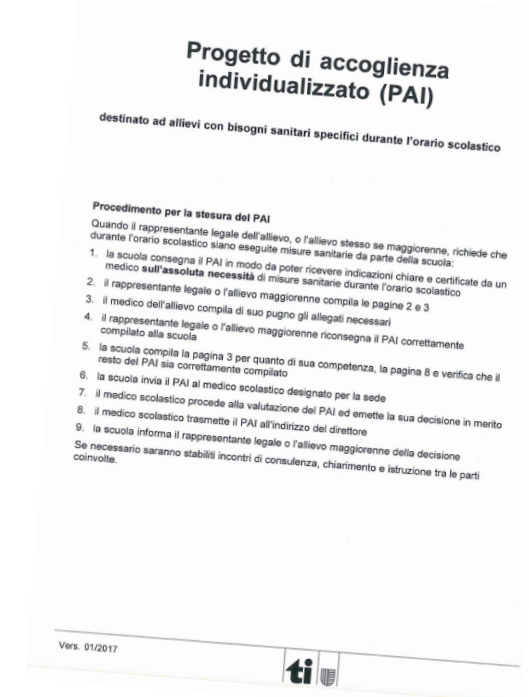 Progetto di accoglienza
individualizzato (PAI)
destinato ad allievi con bisogni sanitari specifici durante l'orario scolastico
Procedimento per la stesura del PAI
Quando il rappresentante legale dell'allievo, o l'allievo stesso se maggiorenne, richiede che
durante l'orario scolastico siano eseguite misure sanitarie da parte della scuola:
1. la scuola consegna il PAI in modo da poter ricevere indicazioni chiare e certificate da un
medico sull'assoluta necessità di misure sanitarie durante l'orario scolastico
2. il rappresentante legale o l'allievo maggiorenne compila le pagine 2 e 3
3. il medico dell'allievo compila di suo pugno gli allegati necessari
4. il rappresentante legale o l'allievo maggiorenne riconsegna il PAI correttamente
compilato alla scuola
5. la scuola compila la pagina 3 per quanto di sua competenza, la pagina 8 e verifica che il
resto del PAI sia correttamente compilato
6. la scuola invia il PAI al medico scolastico designato per la sede
7. il medico scolastico procede alla valutazione del PAI ed emette la sua decisione in merito
8. il medico scolastico trasmette il PAI all'indirizzo del direttore
9. la scuola informa il rappresentante legale o l'allievo maggiorenne della decisione
Se necessario saranno stabiliti incontri di consulenza, chiarimento e istruzione tra le parti
coinvolte.
Vers. 01/2017
ti